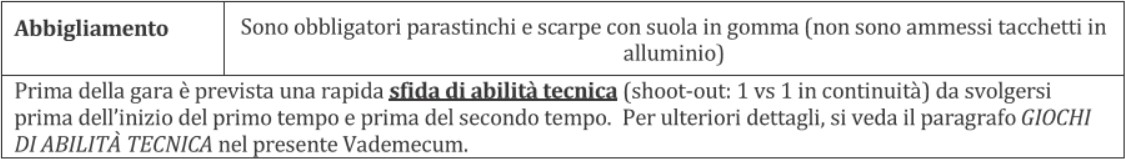 Abbigliamento
Sono obbligatori parastinchi e scarpe con suola in gomma (non sono ammessi tacchetti in
alluminio)
Prima della gara è prevista una rapida sfida di abilità tecnica (shoot-out: 1 vs 1 in continuità) da svolgersi
prima dell'inizio del primo tempo e prima del secondo tempo. Per ulteriori dettagli, si veda il paragrafo GIOCHI
DI ABILITÀ TECNICA nel presente Vademecum.